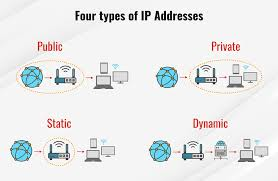 Four types of IP Addresses
Public
Private
Static
Dynamic